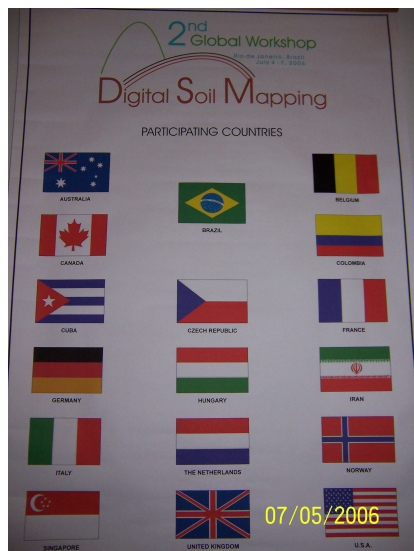 2nd
Global Workshop
Rio de Janeiro, Brazil
July 4-7, 2006
Digital Soil Mapping
PARTICIPATING COUNTRIES
AUSTRALIA
BRAZIL
BELGIUM
CANADA
COLOMBIA
CUBA
CZECH REPUBLIC
FRANCE
GERMANY
HUNGARY
IRAN
ITALY
THE NETHERLANDS
NORWAY
SINGAPORE
UNITED KINGDOM
U.S.A.
07/05/2006